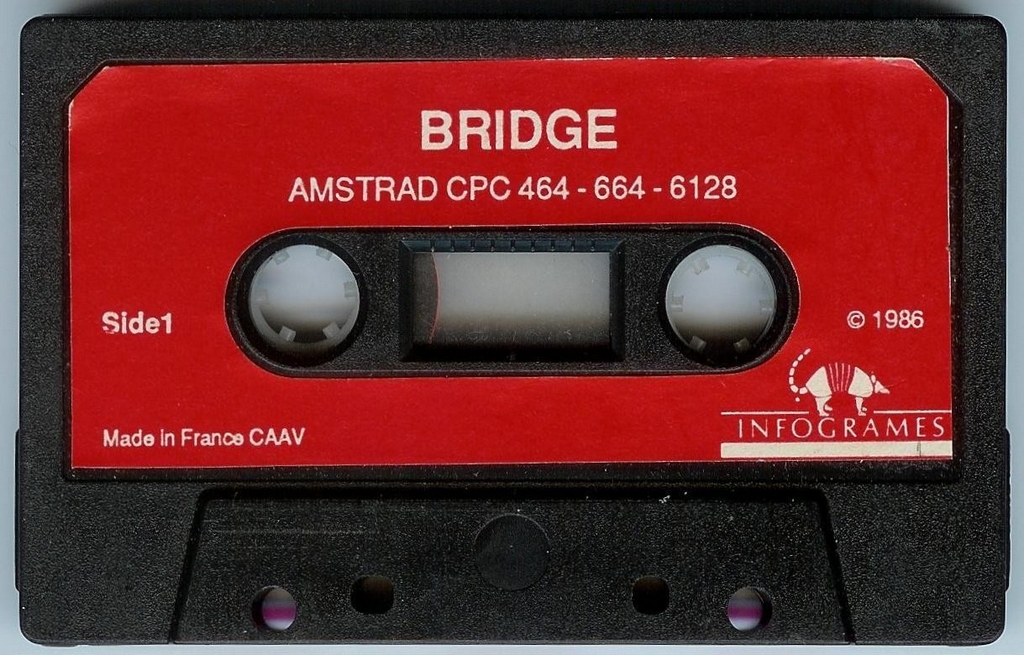 BRIDGE
AMSTRAD CPC 464 - 664 - 6128
Side1
© 1986
Made in France CAAV
INFOGRAMES